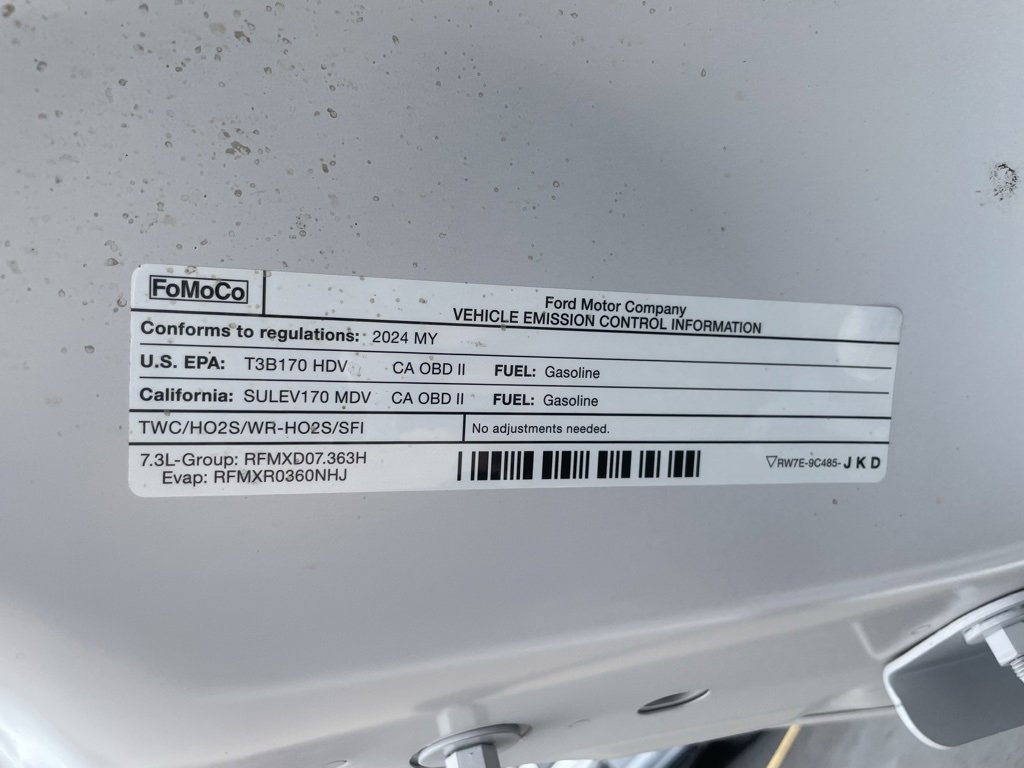 FoMoCo
Ford Motor Company
VEHICLE EMISSION CONTROL INFORMATION
Conforms to regulations: 2024 MY
U.S. EPA: T3B170 HDV CA OBD II FUEL: Gasoline
California: SULEV170 MDV CA OBD II FUEL: Gasoline
TWC/HO2S/WR-HO2S/SFI No adjustments needed.
7.3L-Group: RFMXD07.363H
Evap: RFMXR0360NHJ
▽RW7E-9C485- J K D